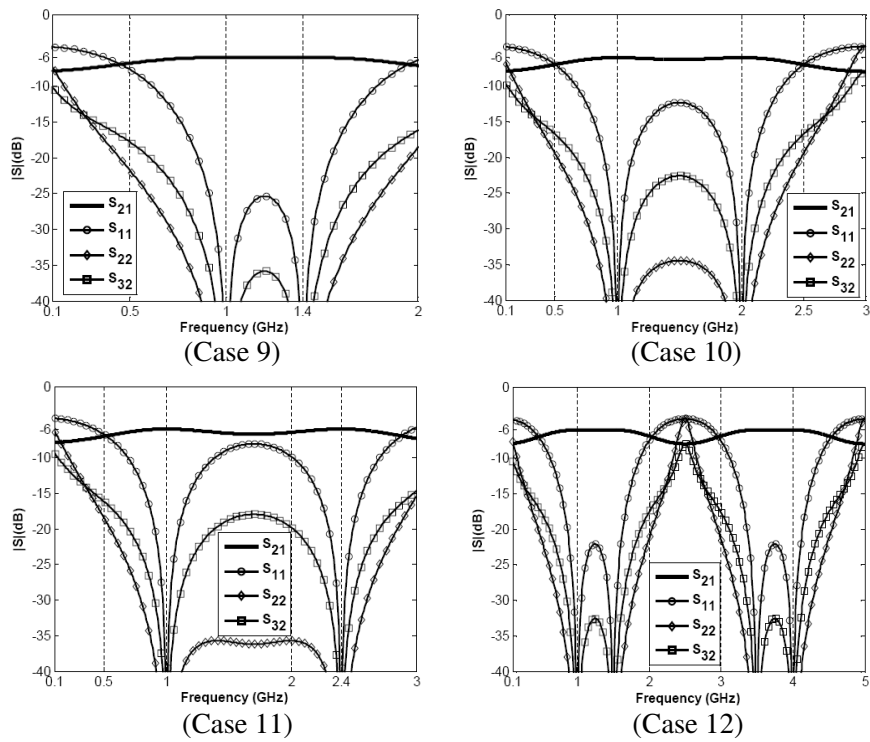 0
-6
-10
-15
-20
-25
-30
-35
-40
|S|(dB)
S21
S11
S22
S32
0.1 0.5 1 1.4 2
Frequency (GHz)
(Case 9)
0
-6
-10
-15
-20
-25
-30
-35
-40
|S|(dB)
S21
S11
S22
S32
0.1 0.5 1 2 2.5 3
Frequency (GHz)
(Case 10)
0
-6
-10
-15
-20
-25
-30
-35
-40
|S|(dB)
S21
S11
S22
S32
0.1 0.5 1 2 2.4 3
Frequency (GHz)
(Case 11)
0
-6
-10
-15
-20
-25
-30
-35
-40
|S|(dB)
S21
S11
S22
S32
0.1 1 2 3 4 5
Frequency (GHz)
(Case 12)